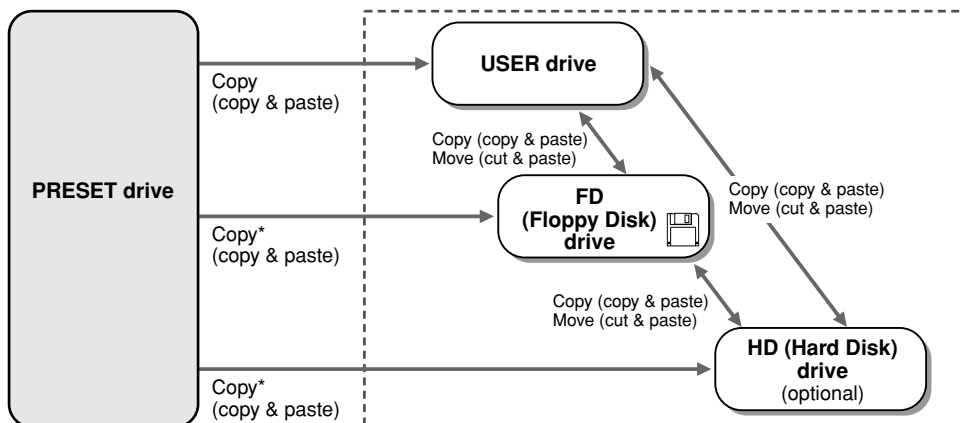 PRESET drive
Copy
(copy & paste)
USER drive
Copy (copy & paste)
Move (cut & paste)
Copy (copy & paste)
Move (cut & paste)
Copy*
(copy & paste)
FD
(Floppy Disk)
drive
Copy (copy & paste)
Move (cut & paste)
Copy*
(copy & paste)
HD (Hard Disk)
drive
(optional)